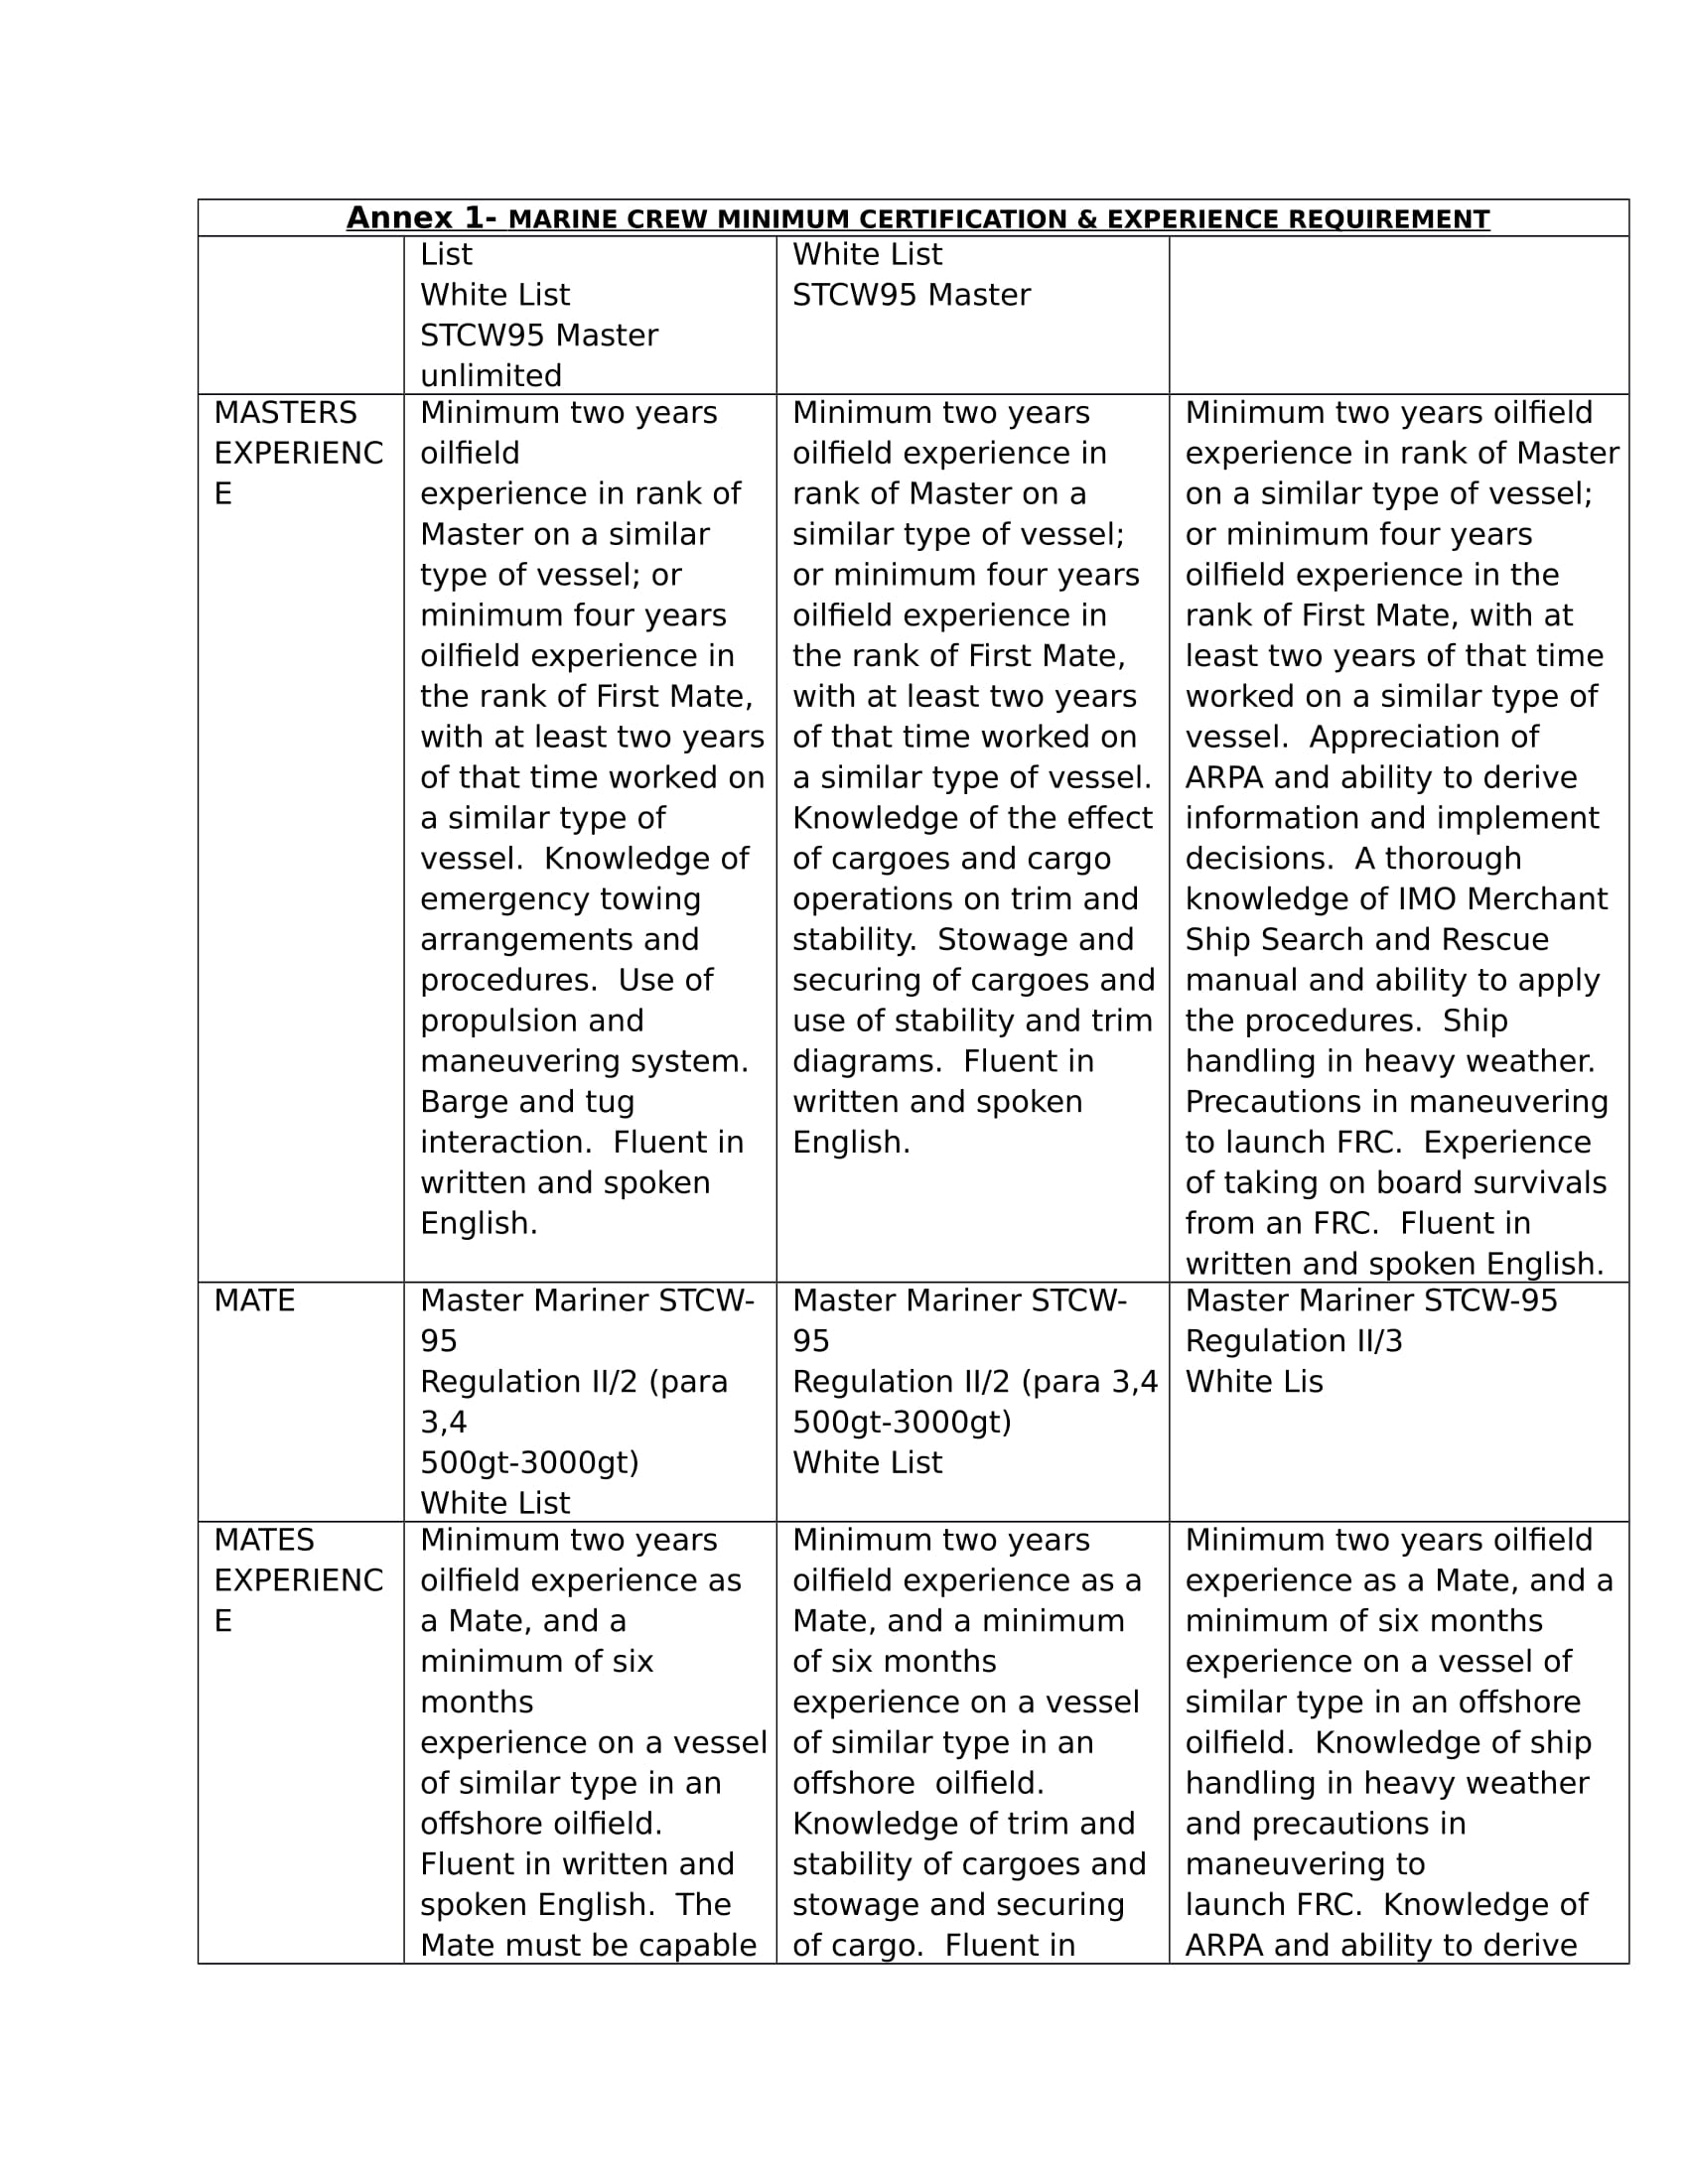 Annex 1- MARINE CREW MINIMUM CERTIFICATION & EXPERIENCE REQUIREMENT
List
White List
STCW95 Master
unlimited
White List
STCW95 Master
MASTERS
EXPERIENC
E
Minimum two years
oilfield
experience in rank of
Master on a similar
type of vessel; or
minimum four years
oilfield experience in
the rank of First Mate,
with at least two years
of that time worked on
a similar type of
vessel.  Knowledge of
emergency towing
arrangements and
procedures.  Use of
propulsion and
maneuvering system.
Barge and tug
interaction.  Fluent in
written and spoken
English.
Minimum two years
oilfield experience in
rank of Master on a
similar type of vessel;
or minimum four years
oilfield experience in
the rank of First Mate,
with at least two years
of that time worked on
a similar type of vessel.
Knowledge of the effect
of cargoes and cargo
operations on trim and
stability.  Stowage and
securing of cargoes and
use of stability and trim
diagrams.  Fluent in
written and spoken
English.
Minimum two years oilfield
experience in rank of Master
on a similar type of vessel;
or minimum four years
oilfield experience in the
rank of First Mate, with at
least two years of that time
worked on a similar type of
vessel.  Appreciation of
ARPA and ability to derive
information and implement
decisions.  A thorough
knowledge of IMO Merchant
Ship Search and Rescue
manual and ability to apply
the procedures.  Ship
handling in heavy weather.
Precautions in maneuvering
to launch FRC.  Experience
of taking on board survivals
from an FRC.  Fluent in
written and spoken English.
MATE
Master Mariner STCW-
95
Regulation II/2 (para
3,4
500gt-3000gt)
White List
Master Mariner STCW-
95
Regulation II/2 (para 3,4
500gt-3000gt)
White List
Master Mariner STCW-95
Regulation II/3
White Lis
MATES
EXPERIENC
E
Minimum two years
oilfield experience as
a Mate, and a
minimum of six
months
experience on a vessel
of similar type in an
offshore oilfield.
Fluent in written and
spoken English.  The
Mate must be capable
Minimum two years
oilfield experience as a
Mate, and a minimum
of six months
experience on a vessel
of similar type in an
offshore  oilfield.
Knowledge of trim and
stability of cargoes and
stowage and securing
of cargo.  Fluent in
Minimum two years oilfield
experience as a Mate, and a
minimum of six months
experience on a vessel of
similar type in an offshore
oilfield.  Knowledge of ship
handling in heavy weather
and precautions in
maneuvering to
launch FRC.  Knowledge of
ARPA and ability to derive